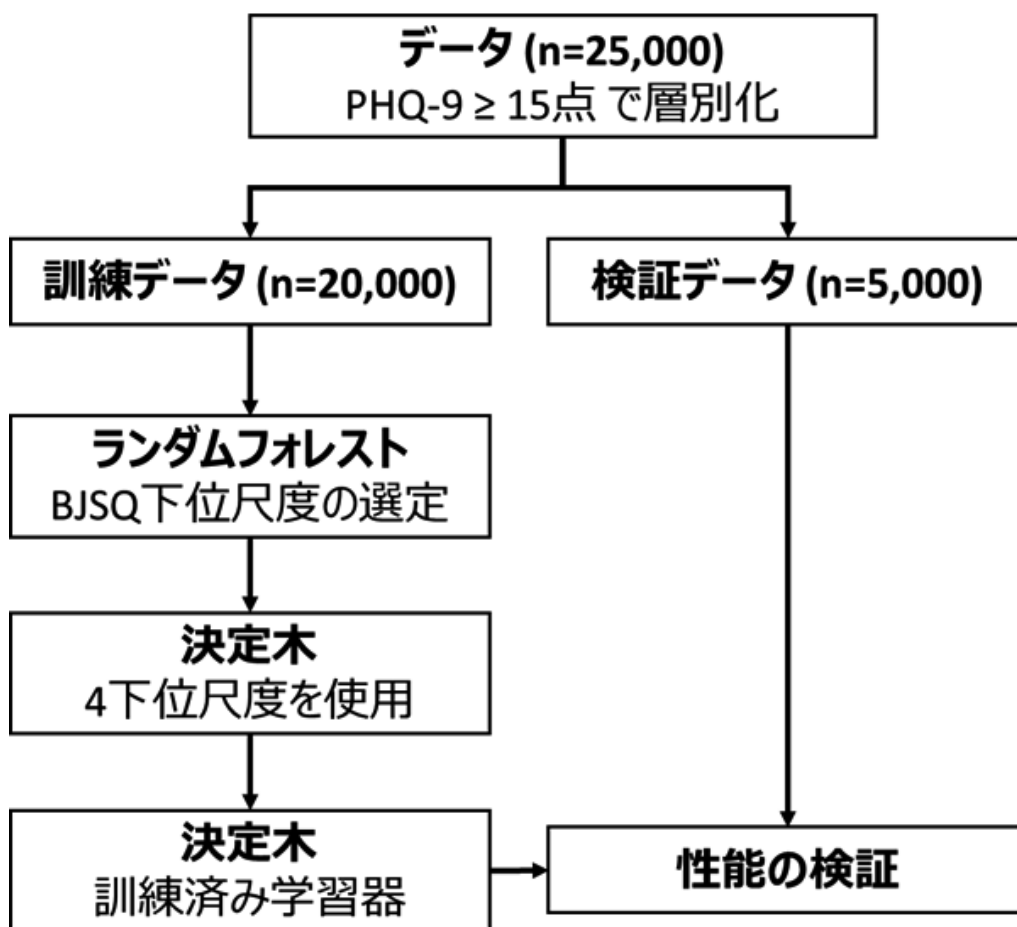 データ (n=25,000)
PHQ-9 ≥ 15点 で層別化
訓練データ (n=20,000)
検証データ (n=5,000)
ランダムフォレスト
BJSQ下位尺度の選定
決定木
4下位尺度を使用
決定木
訓練済み学習器
性能の検証